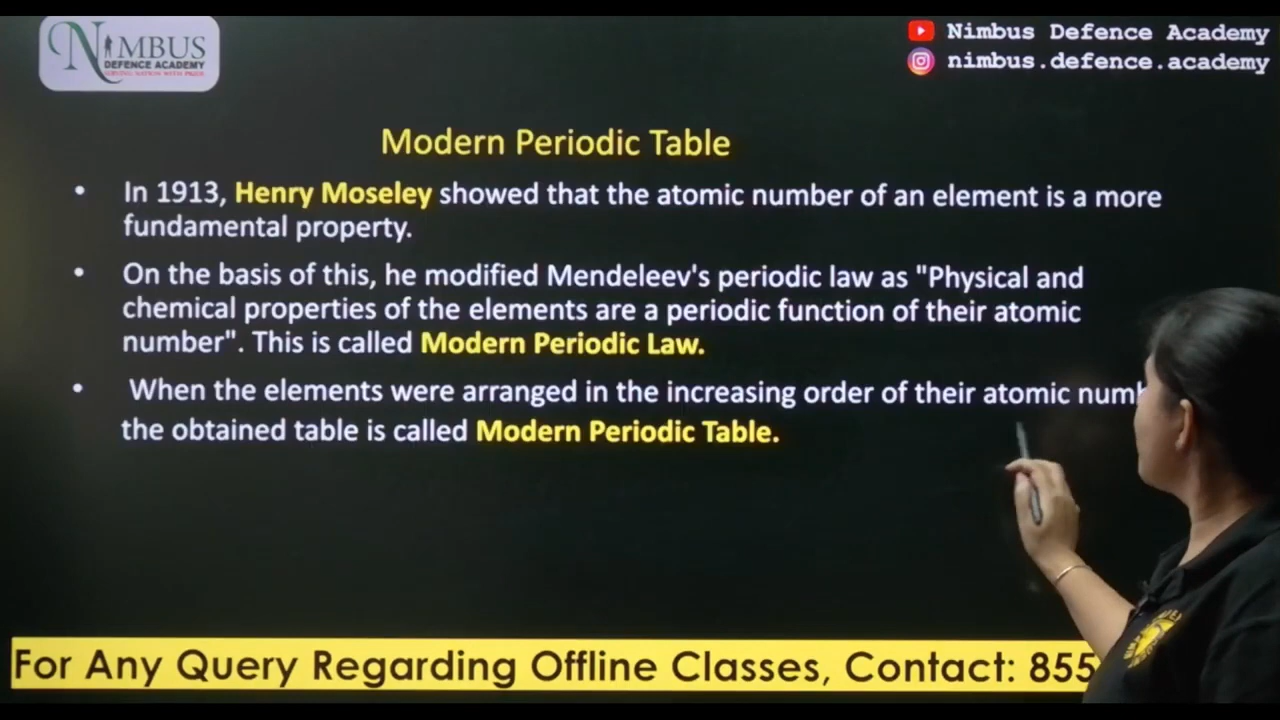 NIMBUS
DEFENCE ACADEMY
SERVING NATION WITH PRIDE
Nimbus Defence Academy
nimbus.defence.academy
Modern Periodic Table
• In 1913, Henry Moseley showed that the atomic number of an element is a more
fundamental property.
• On the basis of this, he modified Mendeleev's periodic law as "Physical and
chemical properties of the elements are a periodic function of their atomic
number". This is called Modern Periodic Law.
• When the elements were arranged in the increasing order of their atomic numb
the obtained table is called Modern Periodic Table.
For Any Query Regarding Offline Classes, Contact: 855